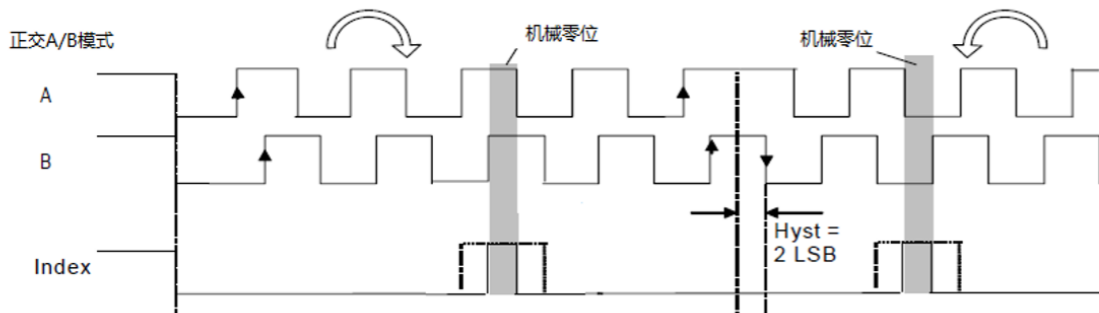 正交A/B模式
机械零位
机械零位
A
B
Hyst =
2 LSB
Index